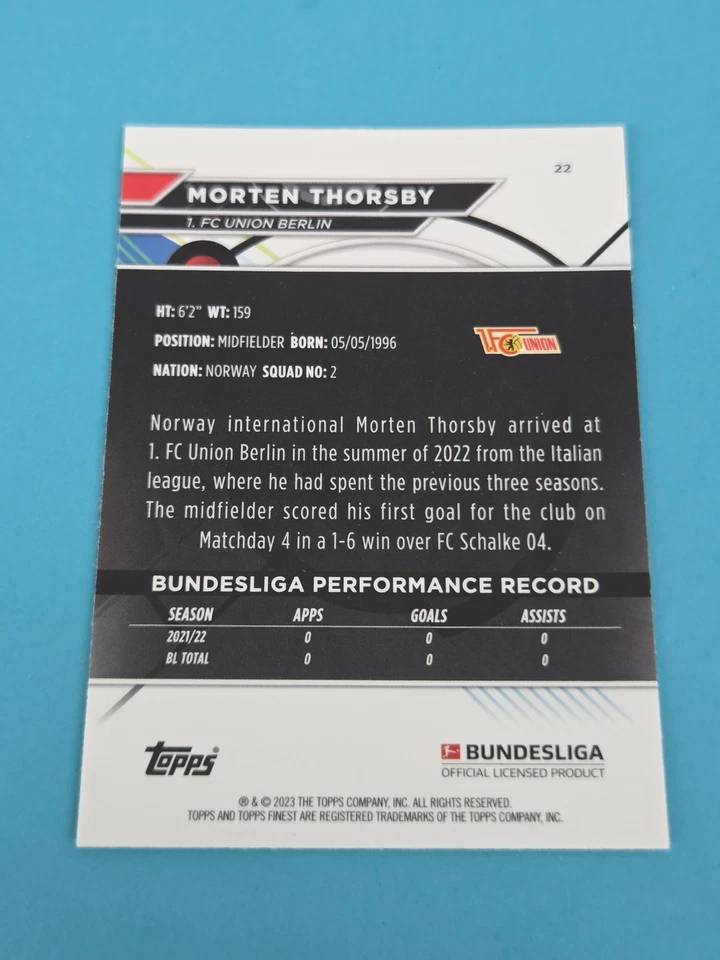 22
MORTEN THORSBY
1. FC UNION BERLIN
HT: 6'2" WT: 159
POSITION: MIDFIELDER BORN: 05/05/1996
1.FC UNION
NATION: NORWAY SQUAD NO: 2
Norway international Morten Thorsby arrived at
1. FC Union Berlin in the summer of 2022 from the Italian
league, where he had spent the previous three seasons.
The midfielder scored his first goal for the club on
Matchday 4 in a 1-6 win over FC Schalke 04.
BUNDESLIGA PERFORMANCE RECORD
SEASON APPS GOALS ASSISTS
2021/22 0 0 0
BL TOTAL 0 0 0
Topps®
BUNDESLIGA
OFFICIAL LICENSED PRODUCT
® & © 2023 THE TOPPS COMPANY, INC. ALL RIGHTS RESERVED.
TOPPS AND TOPPS FINEST ARE REGISTERED TRADEMARKS OF THE TOPPS COMPANY, INC.